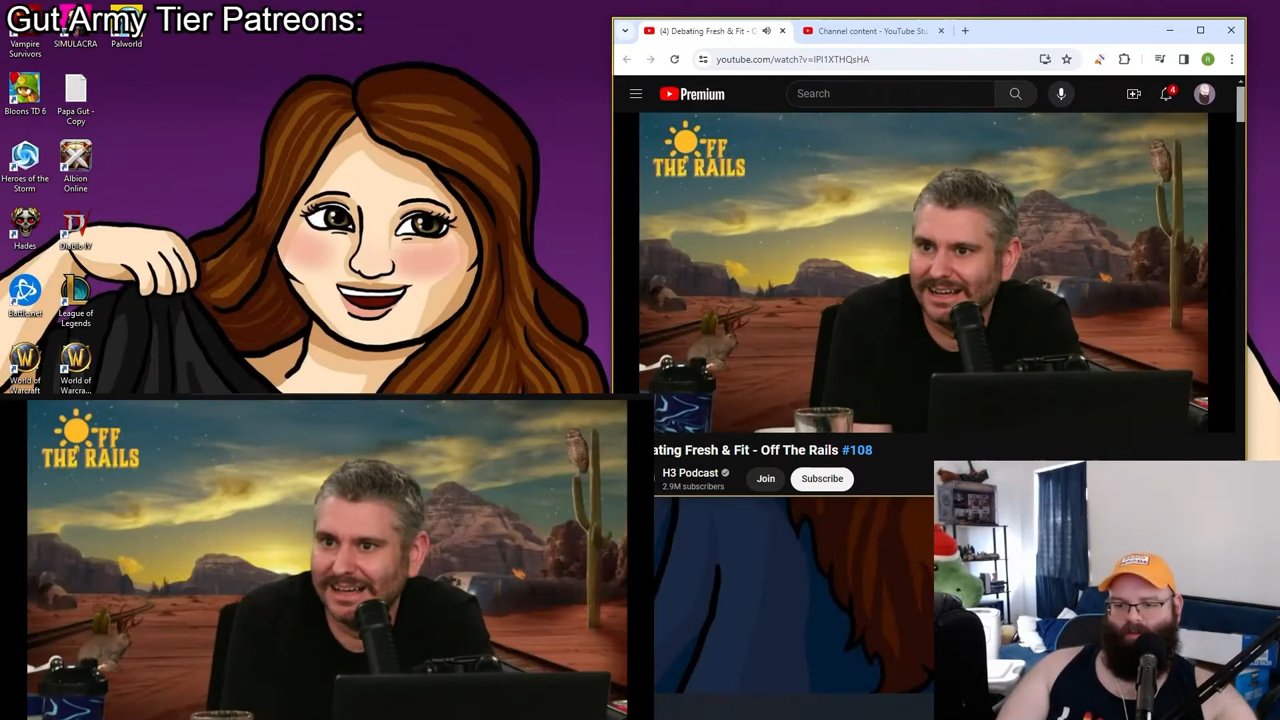 Gut Army Tier Patreons:
Vampire
Survivors
SIMULACRA
Palworld
Bloons TD 6
Papa Gut -
Copy
Heroes of the
Storm
Albion
Online
Hades
Diablo IV
Battle.net
League of
Legends
World of
Warcraft
World of
Warcra...
(4) Debating Fresh & Fit - O
Channel content - YouTube Stu
youtube.com/watch?v=IPI1XTHQsHA
R
Premium
Search
4
OFF
THE RAILS
ating Fresh & Fit - Off The Rails #108
H3 Podcast
2.9M subscribers
Join
Subscribe
OFF
THE RAILS